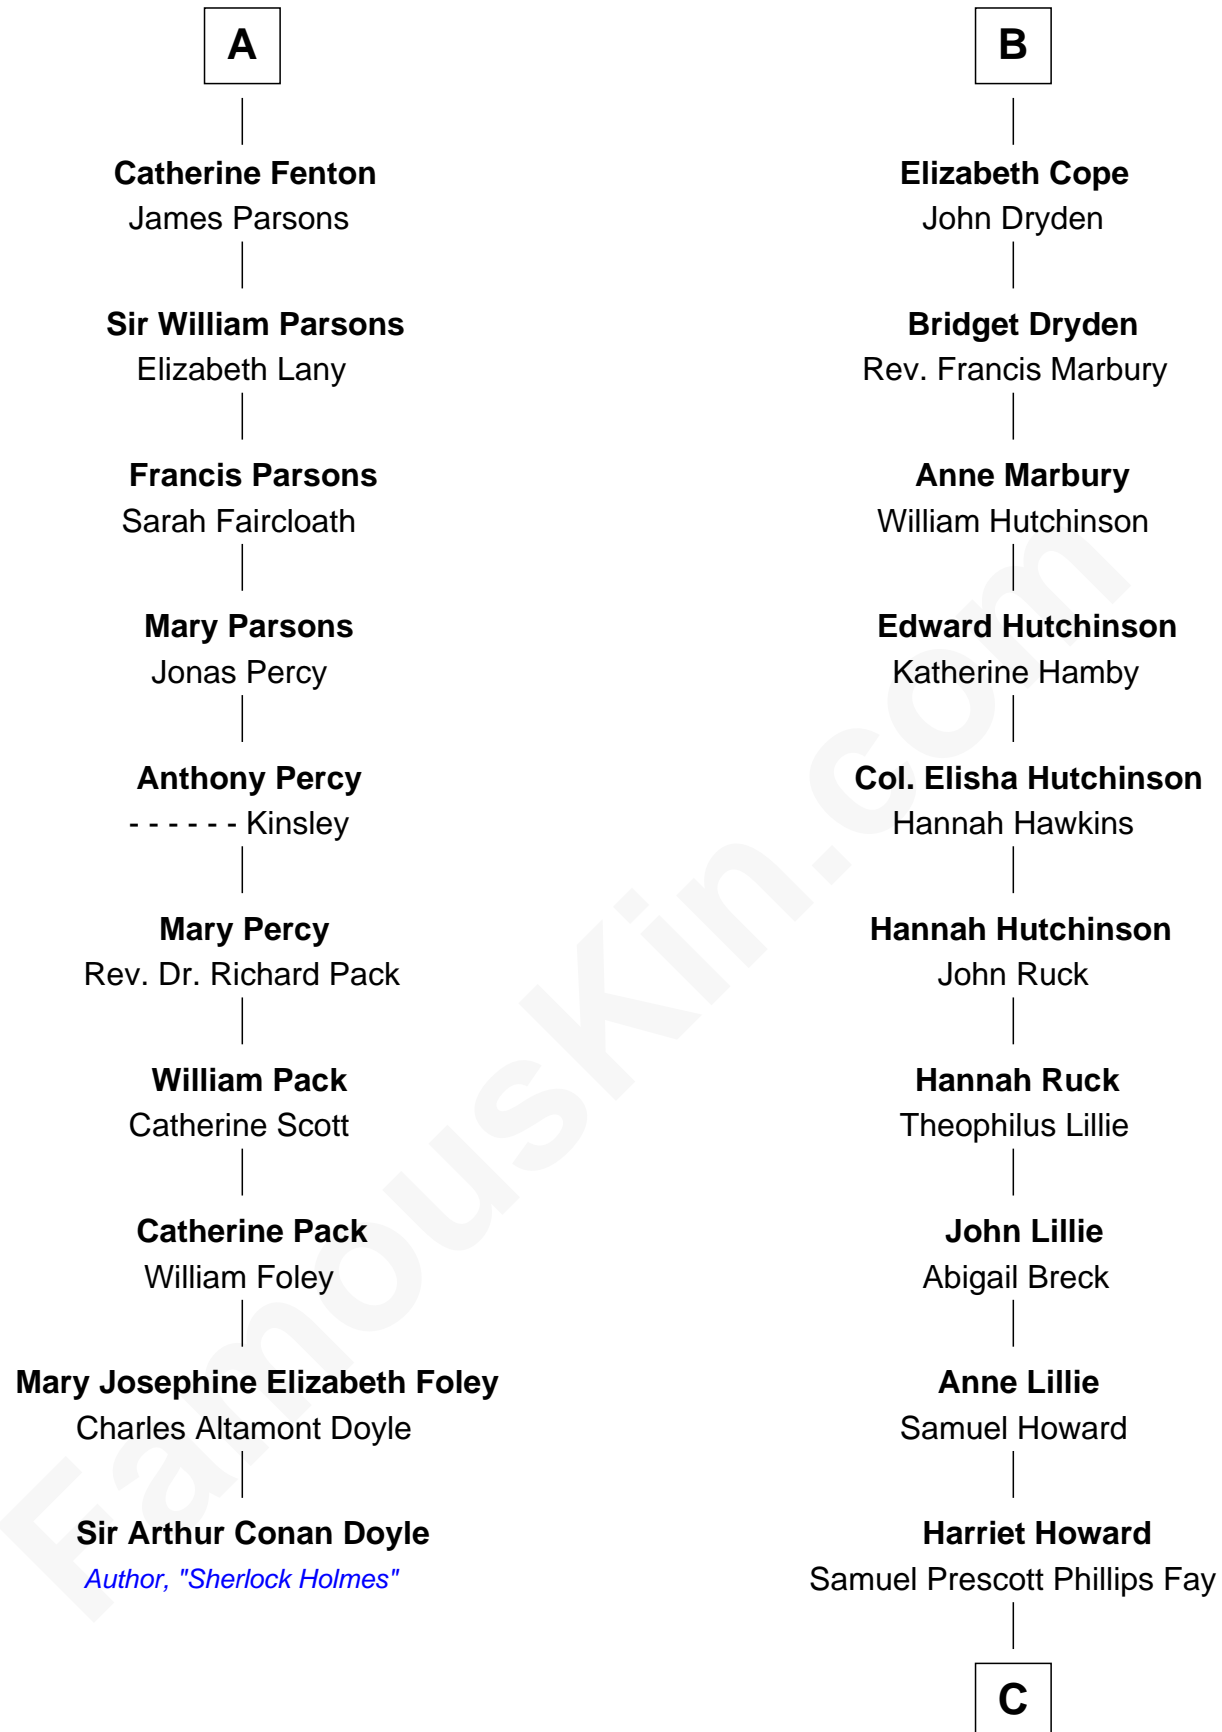 A
Catherine Fenton
James Parsons
Sir William Parsons
Elizabeth Lany
Francis Parsons
Sarah Faircloath
Mary Parsons
Jonas Percy
Anthony Percy
- - - - - - Kinsley
Mary Percy
Rev. Dr. Richard Pack
William Pack
Catherine Scott
Catherine Pack
William Foley
Mary Josephine Elizabeth Foley
Charles Altamont Doyle
Sir Arthur Conan Doyle
Author, "Sherlock Holmes"
B
Elizabeth Cope
John Dryden
Bridget Dryden
Rev. Francis Marbury
Anne Marbury
William Hutchinson
Edward Hutchinson
Katherine Hamby
Col. Elisha Hutchinson
Hannah Hawkins
Hannah Hutchinson
John Ruck
Hannah Ruck
Theophilus Lillie
John Lillie
Abigail Breck
Anne Lillie
Samuel Howard
Harriet Howard
Samuel Prescott Phillips Fay
C
FamousKin.com